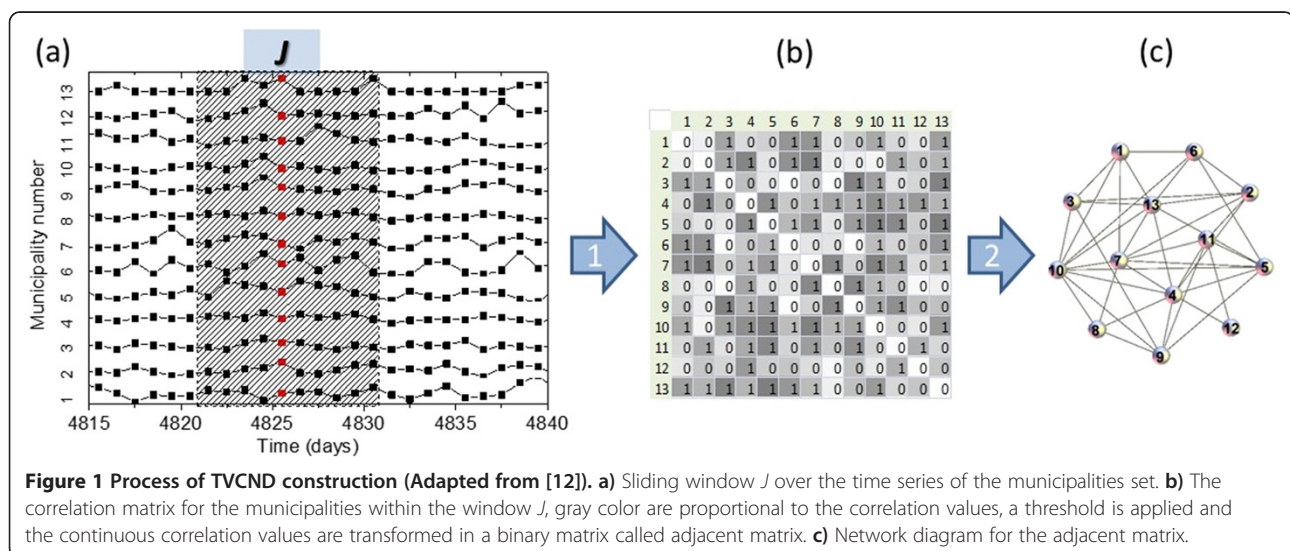 (a)
J
(b)
(c)
Municipality number
13
12
11
10
9
8
7
6
5
4
3
2
1
4815 4820 4825 4830 4835 4840
Time (days)
1
1 2 3 4 5 6 7 8 9 10 11 12 13
1 0 0 1 0 0 1 1 0 0 1 0 0 1
2 0 0 1 1 0 1 1 0 0 0 1 0 1
3 1 1 0 0 0 0 0 0 1 1 0 0 1
4 0 1 0 0 1 0 1 1 1 1 1 1 1
5 0 0 0 1 0 1 1 0 1 1 1 0 1
6 1 1 0 0 1 0 0 0 0 1 0 0 1
7 1 1 0 1 1 0 0 1 0 1 1 0 1
8 0 0 0 1 0 0 1 0 1 1 0 0 0
9 0 0 1 1 1 0 0 1 0 1 1 0 0
10 1 0 1 1 1 1 1 1 1 0 0 0 1
11 0 1 0 1 1 0 1 0 1 0 0 1 0
12 0 0 0 1 0 0 0 0 0 0 1 0 0
13 1 1 1 1 1 1 1 0 0 1 0 0 0
2
1
6
2
3
13
11
7
5
10
4
8
12
9
Figure 1 Process of TVCND construction (Adapted from [12]). a) Sliding window J over the time series of the municipalities set. b) The
correlation matrix for the municipalities within the window J, gray color are proportional to the correlation values, a threshold is applied and
the continuous correlation values are transformed in a binary matrix called adjacent matrix. c) Network diagram for the adjacent matrix.